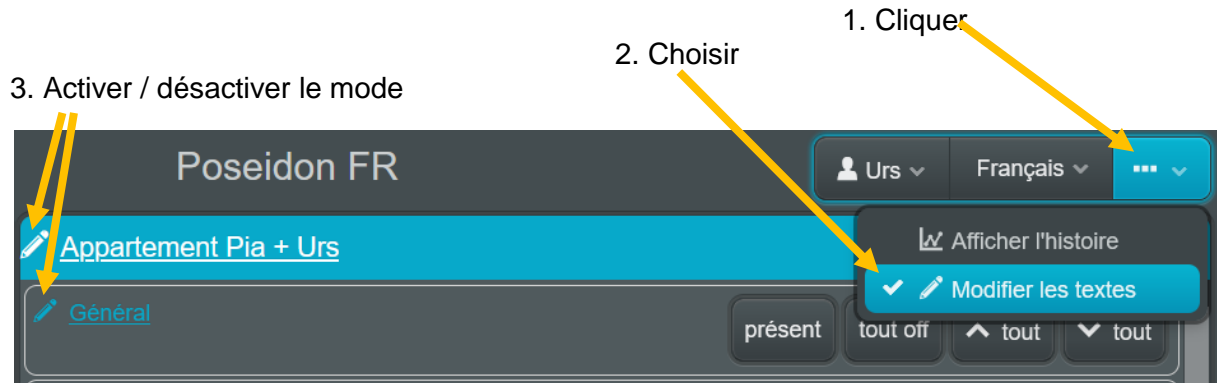 1. Cliquer
2. Choisir
3. Activer / désactiver le mode
Poseidon FR
Urs
Français
Appartement Pia + Urs
Afficher l'histoire
Modifier les textes
Général
présent
tout off
tout
tout